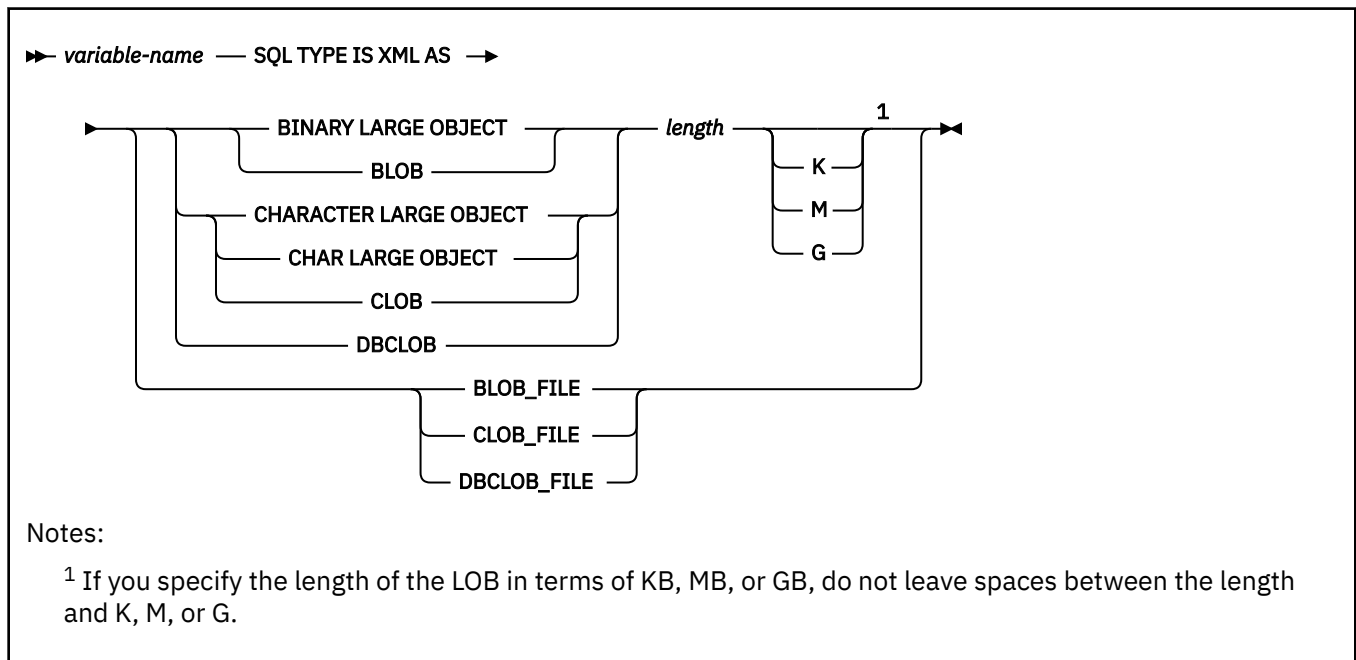 variable-name SQL TYPE IS XML AS
BINARY LARGE OBJECT length 1
BLOB K
M
CHARACTER LARGE OBJECT
G
CHAR LARGE OBJECT
CLOB
DBCLOB
BLOB_FILE
CLOB_FILE
DBCLOB_FILE
Notes:
1 If you specify the length of the LOB in terms of KB, MB, or GB, do not leave spaces between the length
and K, M, or G.